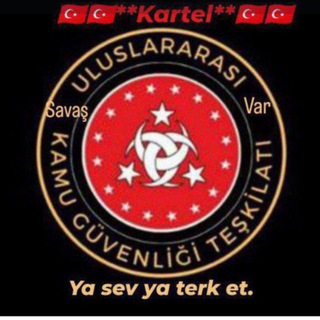 🇹🇷🇹🇷**Kartel**🇹🇷🇹🇷
ULUSLARARASI
Savaş Var
KAMU GÜVENLİĞİ TEŞKİLATI
Ya sev ya terk et.